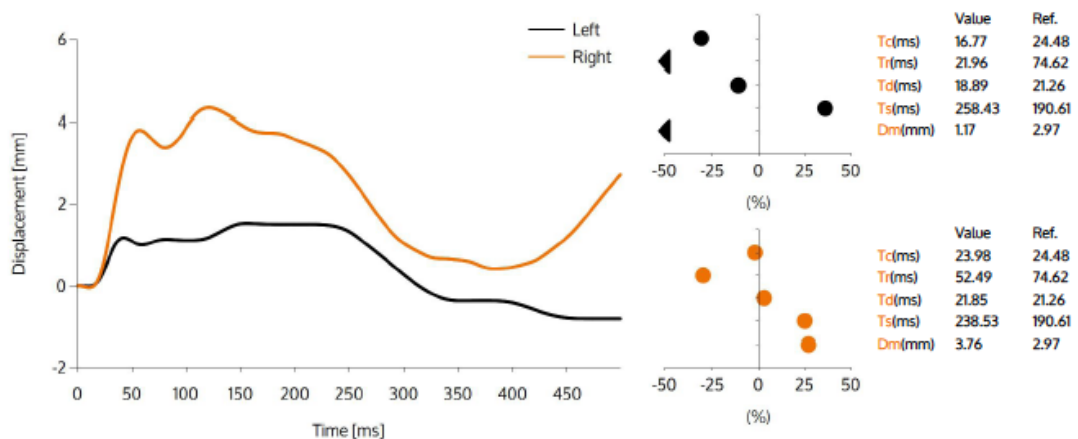 Left
Right
6
4
2
0
-2
Displacement [mm]
0 50 100 150 200 250 300 350 400 450
Time [ms]
-50 -25 0 25 50
(%)
Value Ref.
Tc(ms) 16.77 24.48
Tr(ms) 21.96 74.62
Td(ms) 18.89 21.26
Ts(ms) 258.43 190.61
Dm(mm) 1.17 2.97
-50 -25 0 25 50
(%)
Value Ref.
Tc(ms) 23.98 24.48
Tr(ms) 52.49 74.62
Td(ms) 21.85 21.26
Ts(ms) 238.53 190.61
Dm(mm) 3.76 2.97